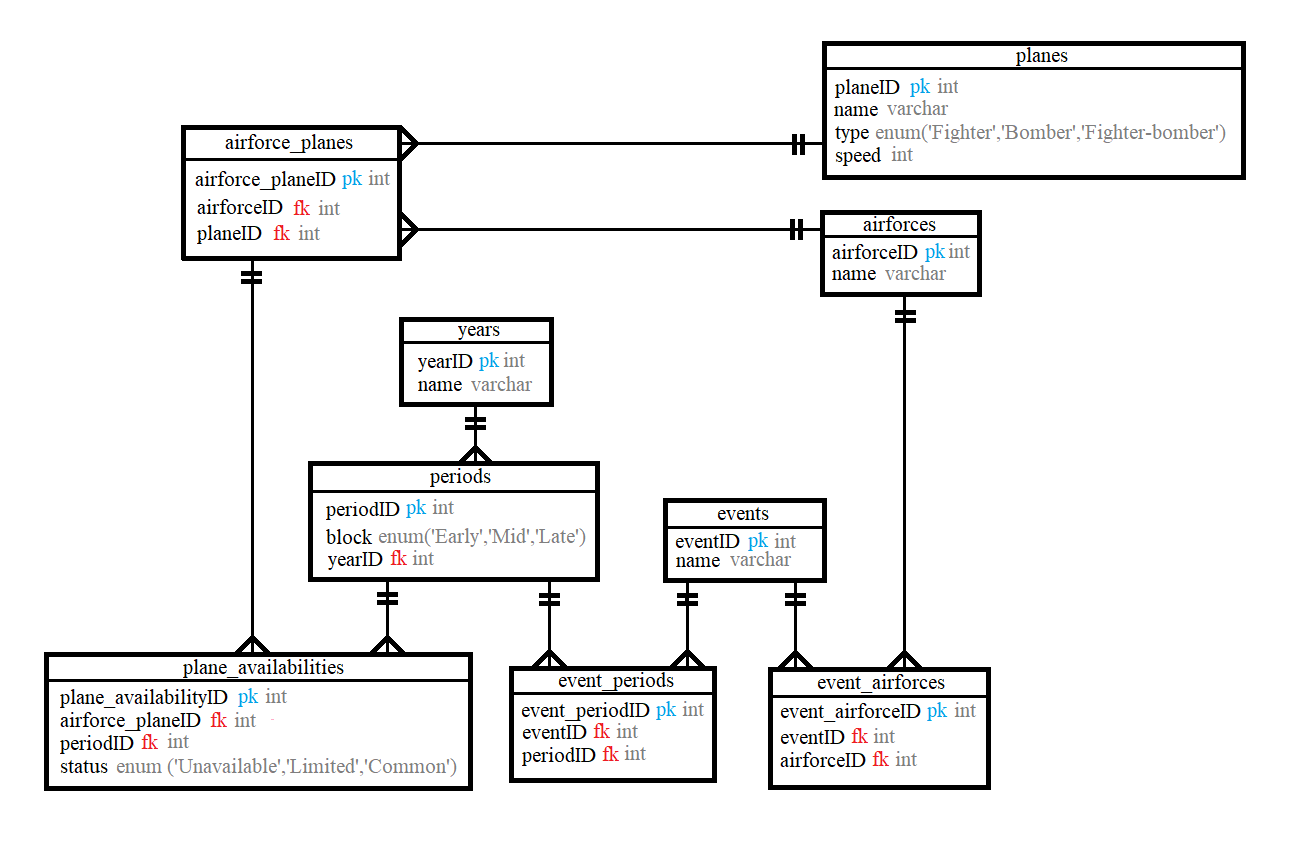 planes
planeID pk int
name varchar
type enum('Fighter','Bomber','Fighter-bomber')
speed int
airforce_planes
airforce_planeID pk int
airforceID fk int
planeID fk int
airforces
airforceID pk int
name varchar
years
yearID pk int
name varchar
periods
periodID pk int
block enum('Early','Mid','Late')
yearID fk int
events
eventID pk int
name varchar
plane_availabilities
plane_availabilityID pk int
airforce_planeID fk int
periodID fk int
status enum ('Unavailable','Limited','Common')
event_periods
event_periodID pk int
eventID fk int
periodID fk int
event_airforces
event_airforceID pk int
eventID fk int
airforceID fk int